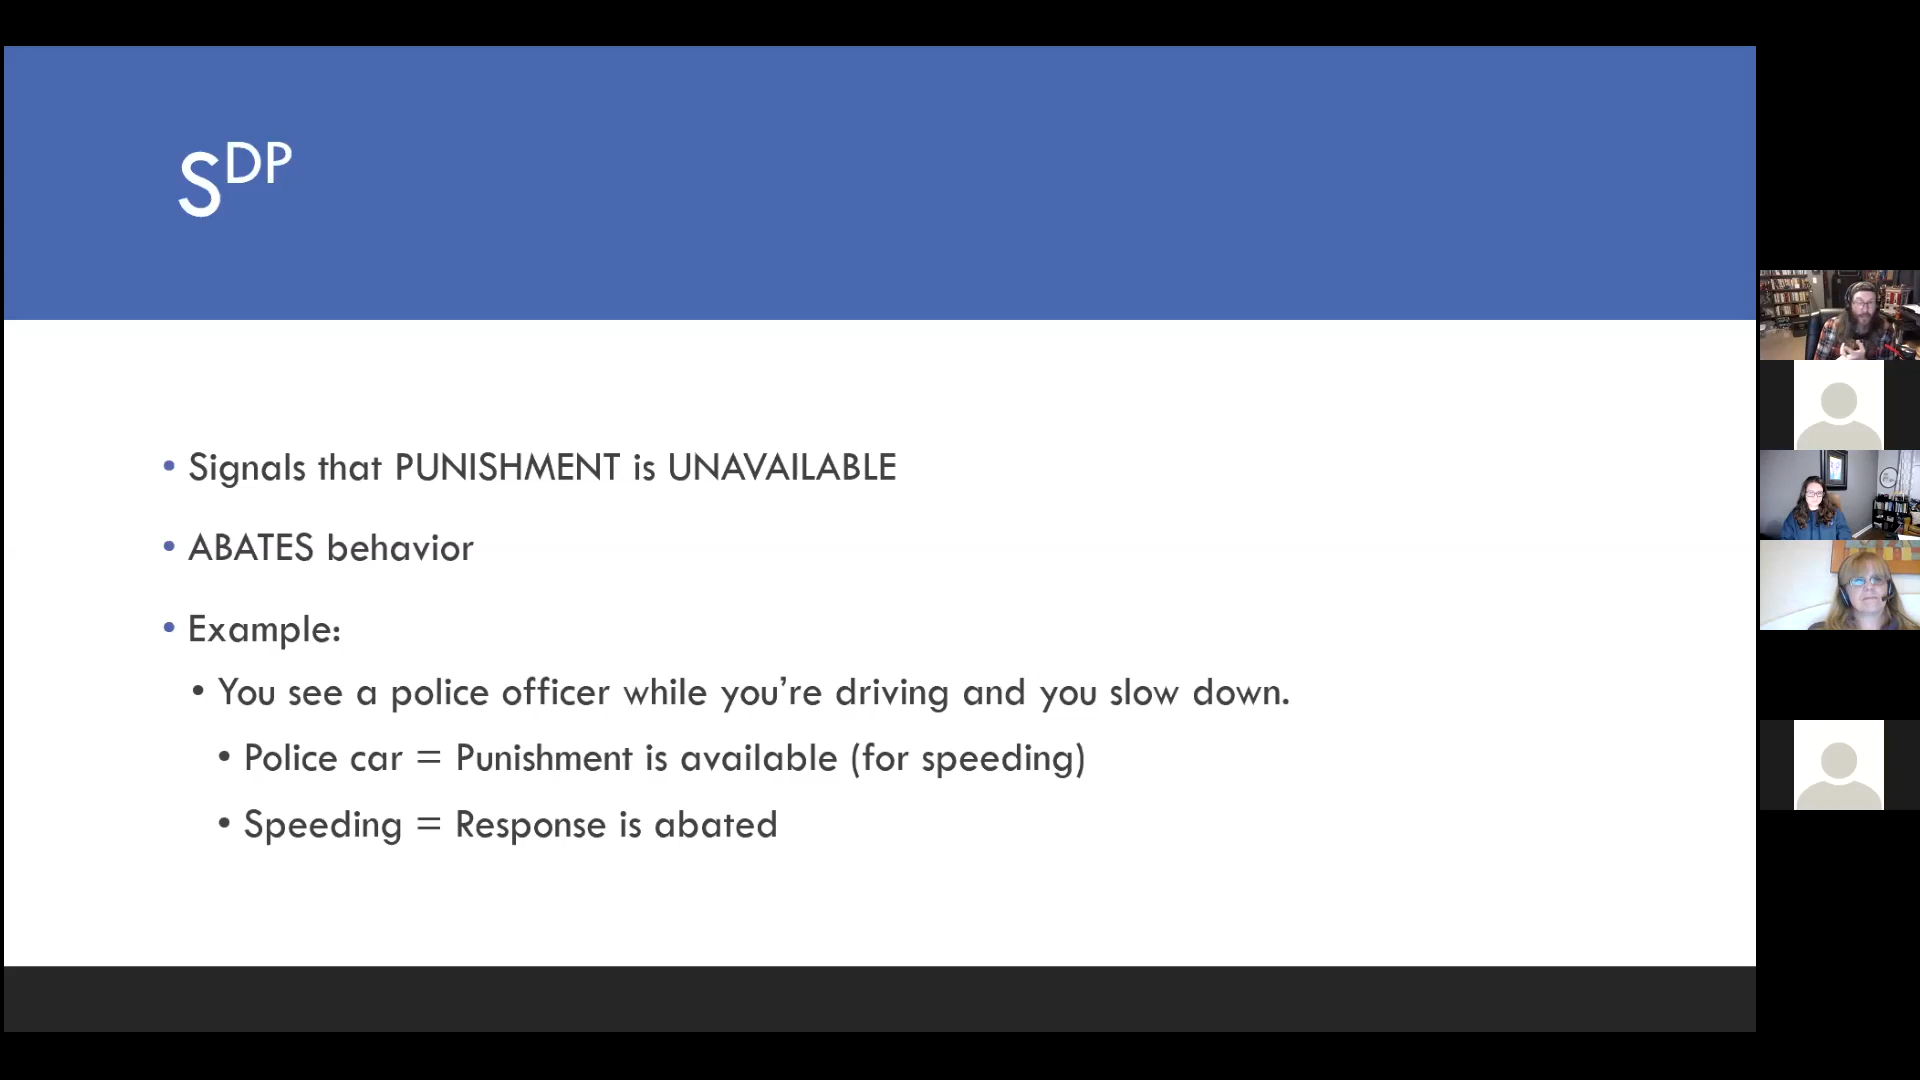 SDP
• Signals that PUNISHMENT is UNAVAILABLE
• ABATES behavior
• Example:
• You see a police officer while you’re driving and you slow down.
• Police car = Punishment is available (for speeding)
• Speeding = Response is abated